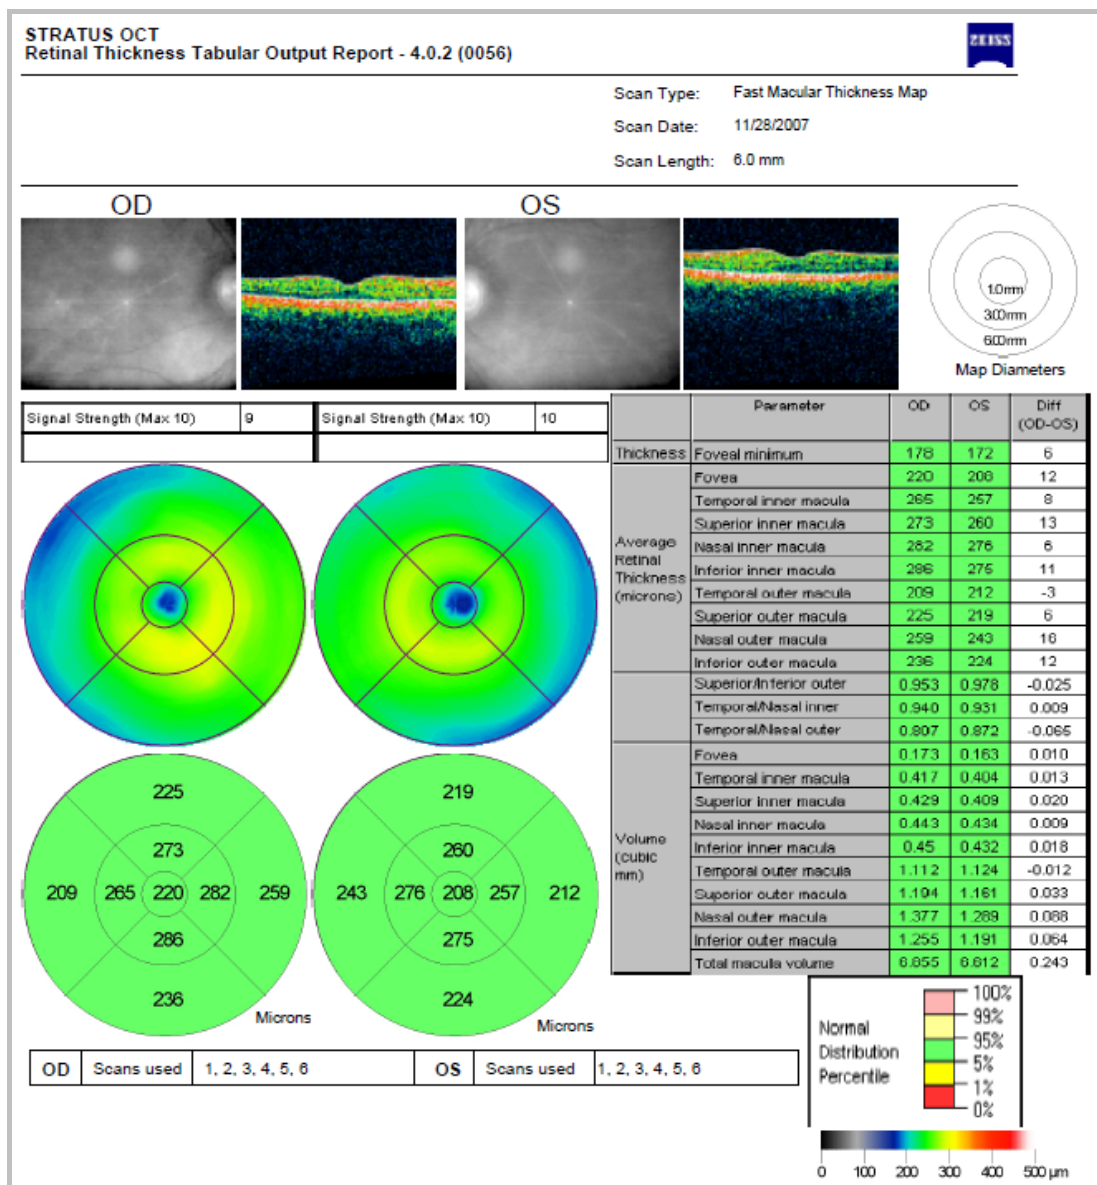 STRATUS OCT
Retinal Thickness Tabular Output Report - 4.0.2 (0056)
ZEISS
Scan Type: Fast Macular Thickness Map
Scan Date: 11/28/2007
Scan Length: 6.0 mm
OD OS
1.0mm
3.00mm
6.00mm
Map Diameters
Signal Strength (Max 10) 9 Signal Strength (Max 10) 10
Parameter OD OS Diff (OD-OS)
Thickness Foveal minimum 178 172 6
Average Retinal Thickness (microns)
Fovea 220 208 12
Temporal inner macula 265 257 8
Superior inner macula 273 260 13
Nasal inner macula 282 276 6
Inferior inner macula 286 275 11
Temporal outer macula 209 212 -3
Superior outer macula 225 219 6
Nasal outer macula 259 243 16
Inferior outer macula 236 224 12
Superior/Inferior outer 0.953 0.978 -0.025
Temporal/Nasal inner 0.940 0.931 0.009
Temporal/Nasal outer 0.807 0.872 -0.065
Volume (cubic mm)
Fovea 0.173 0.163 0.010
Temporal inner macula 0.417 0.404 0.013
Superior inner macula 0.429 0.409 0.020
Nasal inner macula 0.443 0.434 0.009
Inferior inner macula 0.45 0.432 0.018
Temporal outer macula 1.112 1.124 -0.012
Superior outer macula 1.194 1.161 0.033
Nasal outer macula 1.377 1.289 0.088
Inferior outer macula 1.255 1.191 0.064
Total macula volume 6.855 6.612 0.243
225
273
209 265 220 282 259
286
236
Microns
219
260
243 276 208 257 212
275
224
Microns
OD Scans used 1, 2, 3, 4, 5, 6 OS Scans used 1, 2, 3, 4, 5, 6
Normal Distribution Percentile
100%
99%
95%
5%
1%
0%
0 100 200 300 400 500 µm